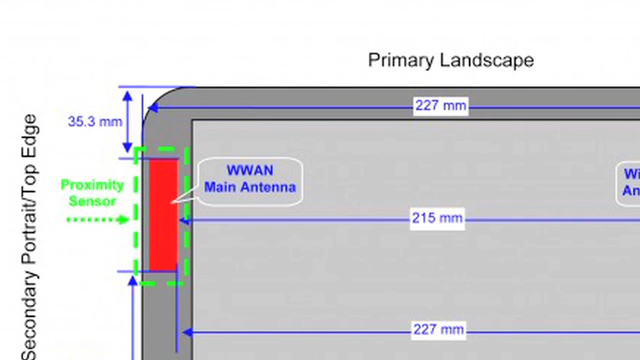 Primary Landscape
227 mm
35.3 mm
WWAN
Main Antenna
Proximity
Sensor
215 mm
227 mm
Secondary Portrait/Top Edge